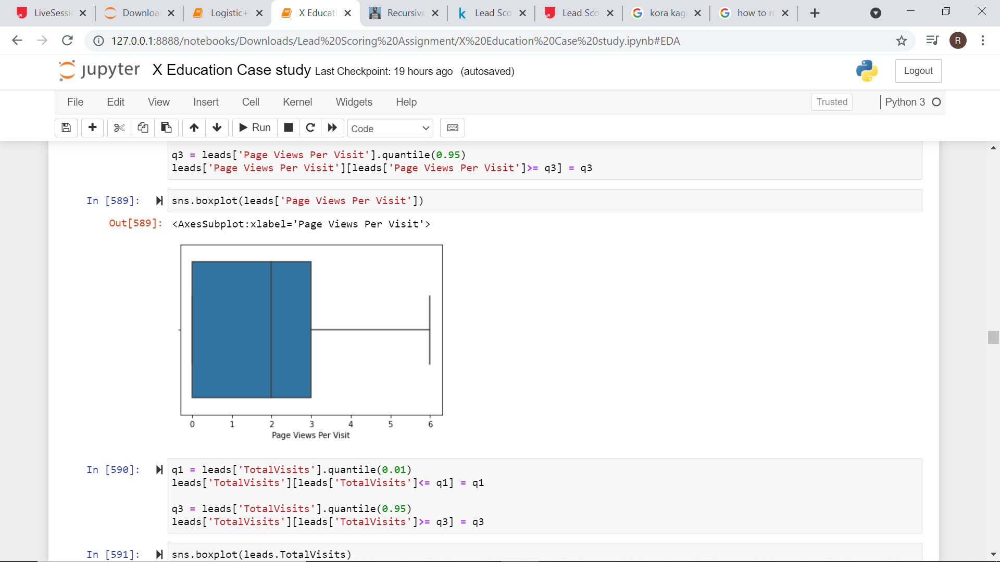 LiveSessi
Downloa
Logistic+
X Educati
Recursive
Lead Sco
Lead Sco
kora kag
how to r
127.0.0.1:8888/notebooks/Downloads/Lead%20Scoring%20Assignment/X%20Education%20Case%20study.ipynb#EDA
R
jupyter X Education Case study Last Checkpoint: 19 hours ago (autosaved)
Logout
File Edit View Insert Cell Kernel Widgets Help
Trusted Python 3
Run Code
q3 = leads['Page Views Per Visit'].quantile(0.95)
leads['Page Views Per Visit'][leads['Page Views Per Visit']>= q3] = q3
In [589]: sns.boxplot(leads['Page Views Per Visit'])
Out[589]: <AxesSubplot:xlabel='Page Views Per Visit'>
0 1 2 3 4 5 6
Page Views Per Visit
In [590]: q1 = leads['TotalVisits'].quantile(0.01)
leads['TotalVisits'][leads['TotalVisits']<= q1] = q1
q3 = leads['TotalVisits'].quantile(0.95)
leads['TotalVisits'][leads['TotalVisits']>= q3] = q3
In [591]: sns.boxplot(leads.TotalVisits)